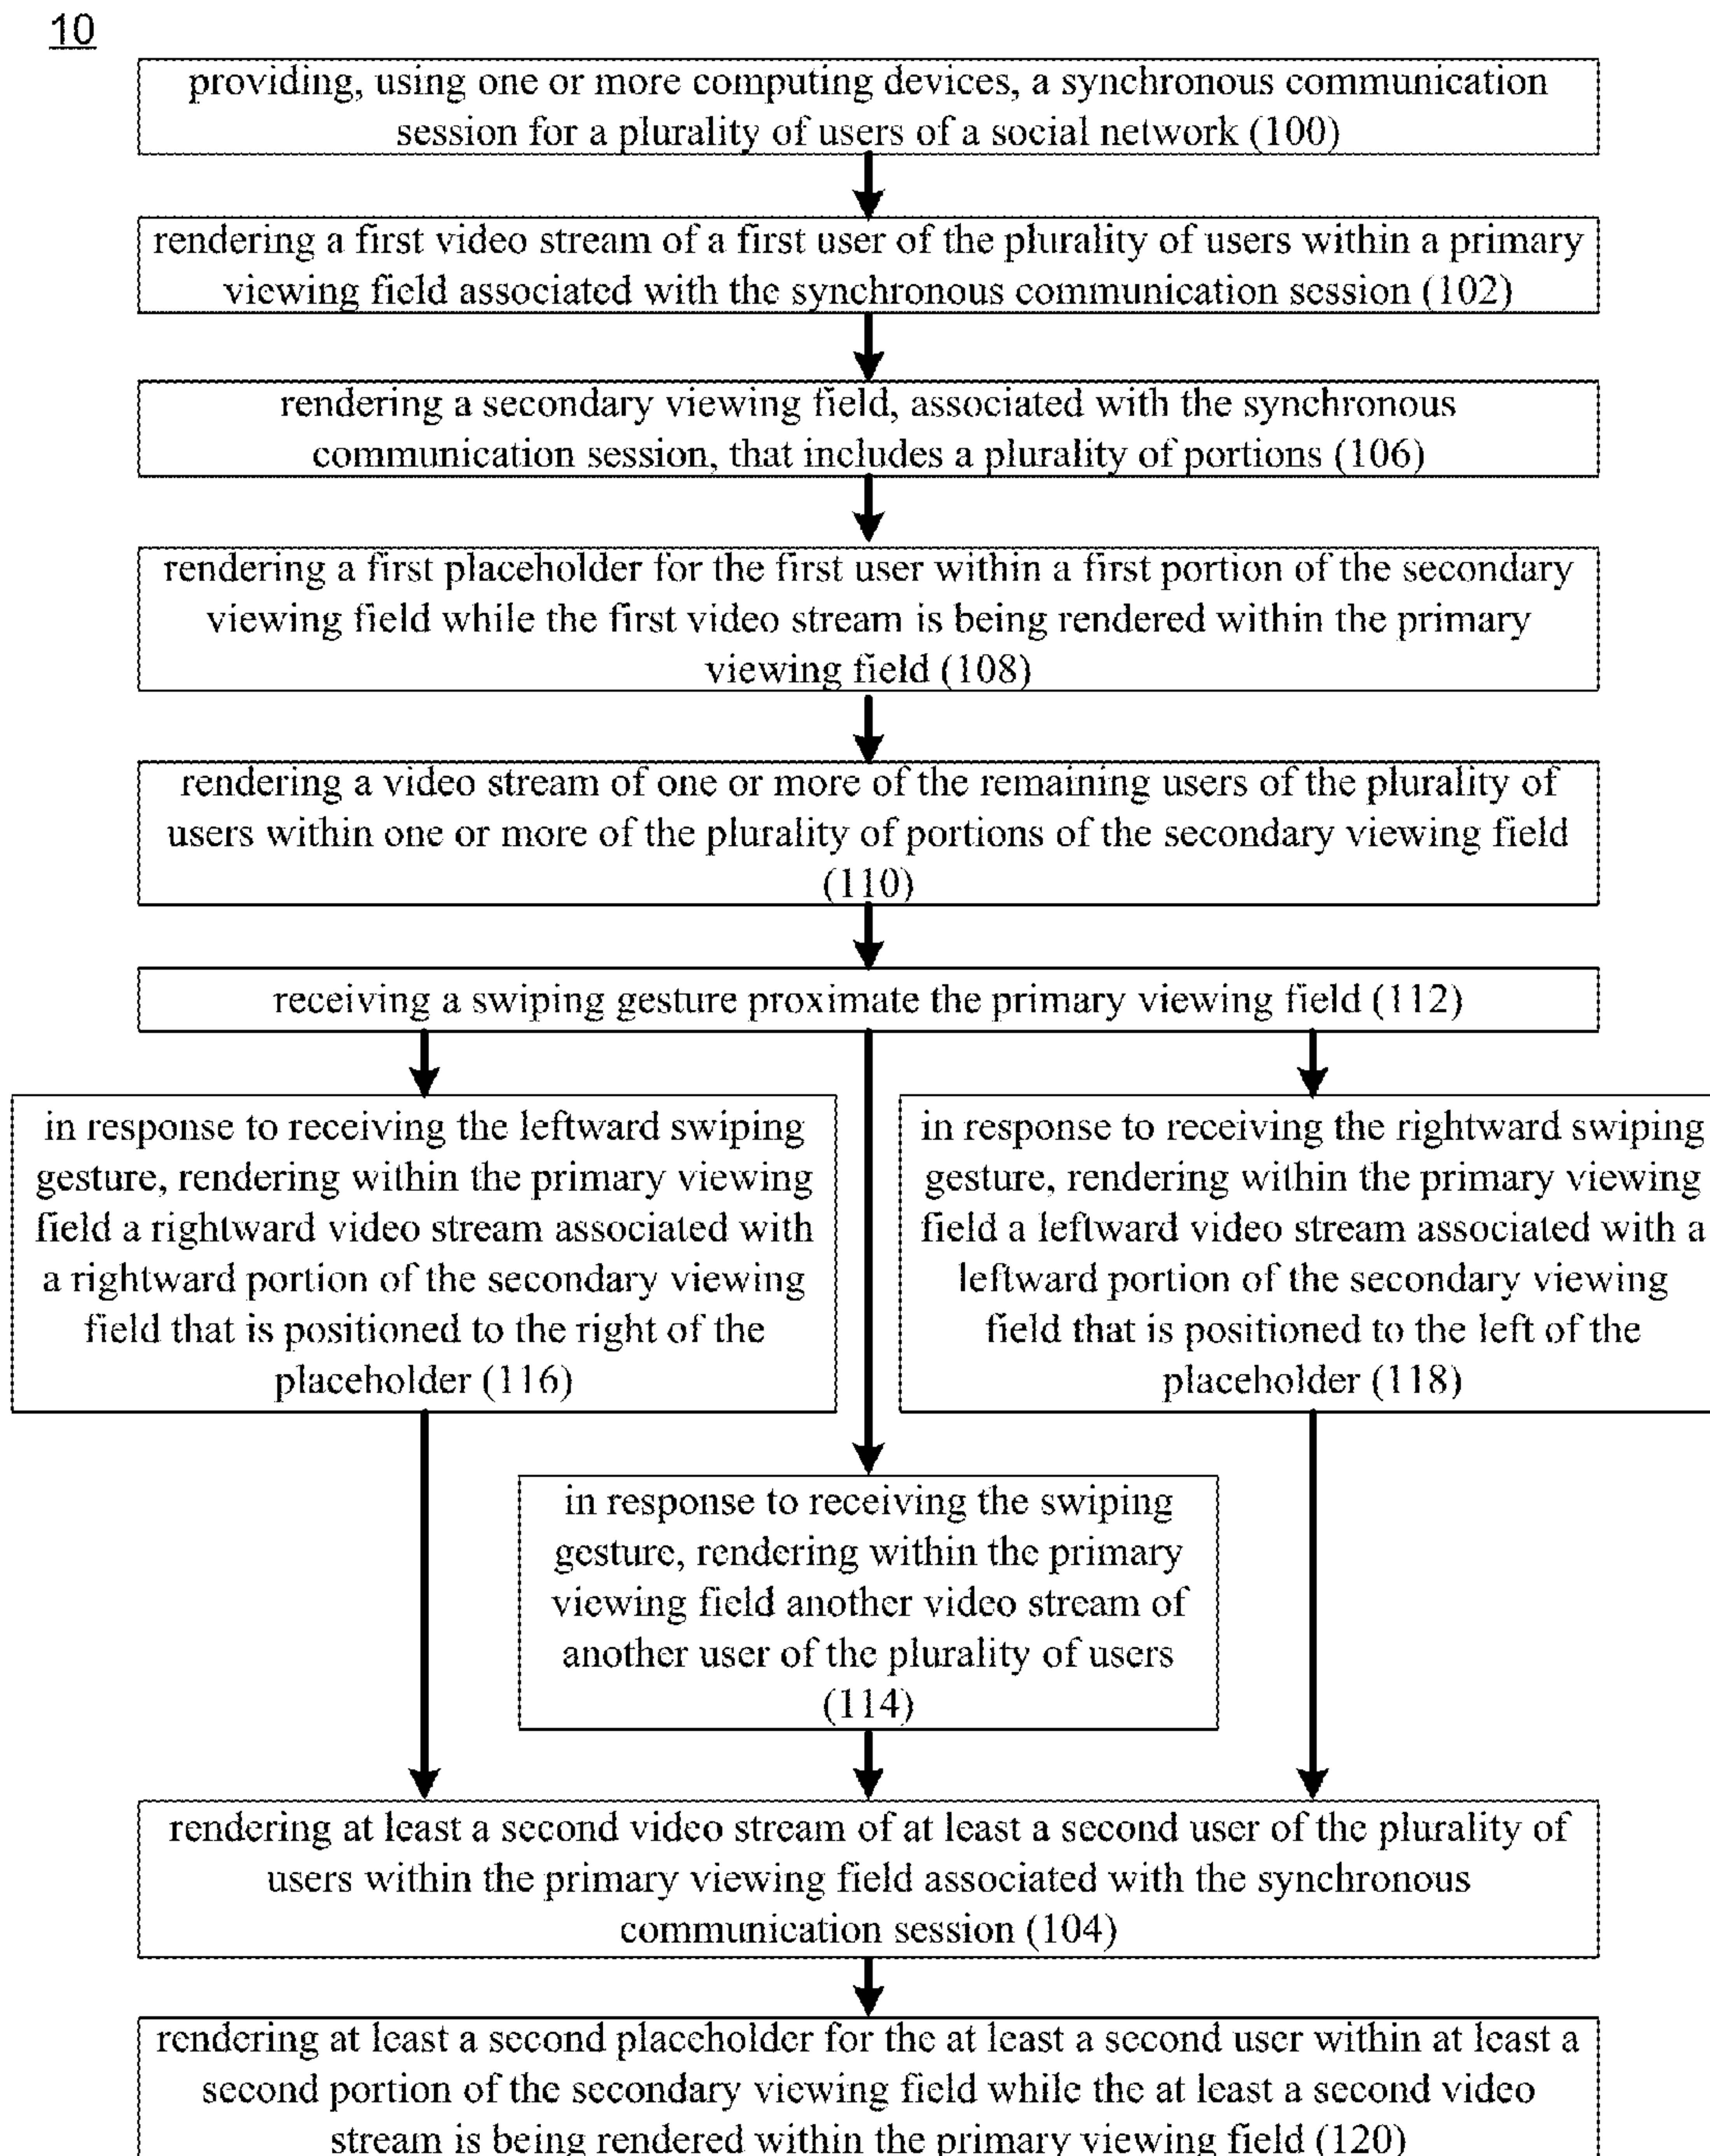 10
providing, using one or more computing devices, a synchronous communication
session for a plurality of users of a social network (100)
rendering a first video stream of a first user of the plurality of users within a primary
viewing field associated with the synchronous communication session (102)
rendering a secondary viewing field, associated with the synchronous
communication session, that includes a plurality of portions (106)
rendering a first placeholder for the first user within a first portion of the secondary
viewing field while the first video stream is being rendered within the primary
viewing field (108)
rendering a video stream of one or more of the remaining users of the plurality of
users within one or more of the plurality of portions of the secondary viewing field
(110)
receiving a swiping gesture proximate the primary viewing field (112)
in response to receiving the leftward swiping
gesture, rendering within the primary viewing
field a rightward video stream associated with
a rightward portion of the secondary viewing
field that is positioned to the right of the
placeholder (116)
in response to receiving the rightward swiping
gesture, rendering within the primary viewing
field a leftward video stream associated with a
leftward portion of the secondary viewing
field that is positioned to the left of the
placeholder (118)
in response to receiving the swiping
gesture, rendering within the primary
viewing field another video stream of
another user of the plurality of users
(114)
rendering at least a second video stream of at least a second user of the plurality of
users within the primary viewing field associated with the synchronous
communication session (104)
rendering at least a second placeholder for the at least a second user within at least a
second portion of the secondary viewing field while the at least a second video
stream is being rendered within the primary viewing field (120)